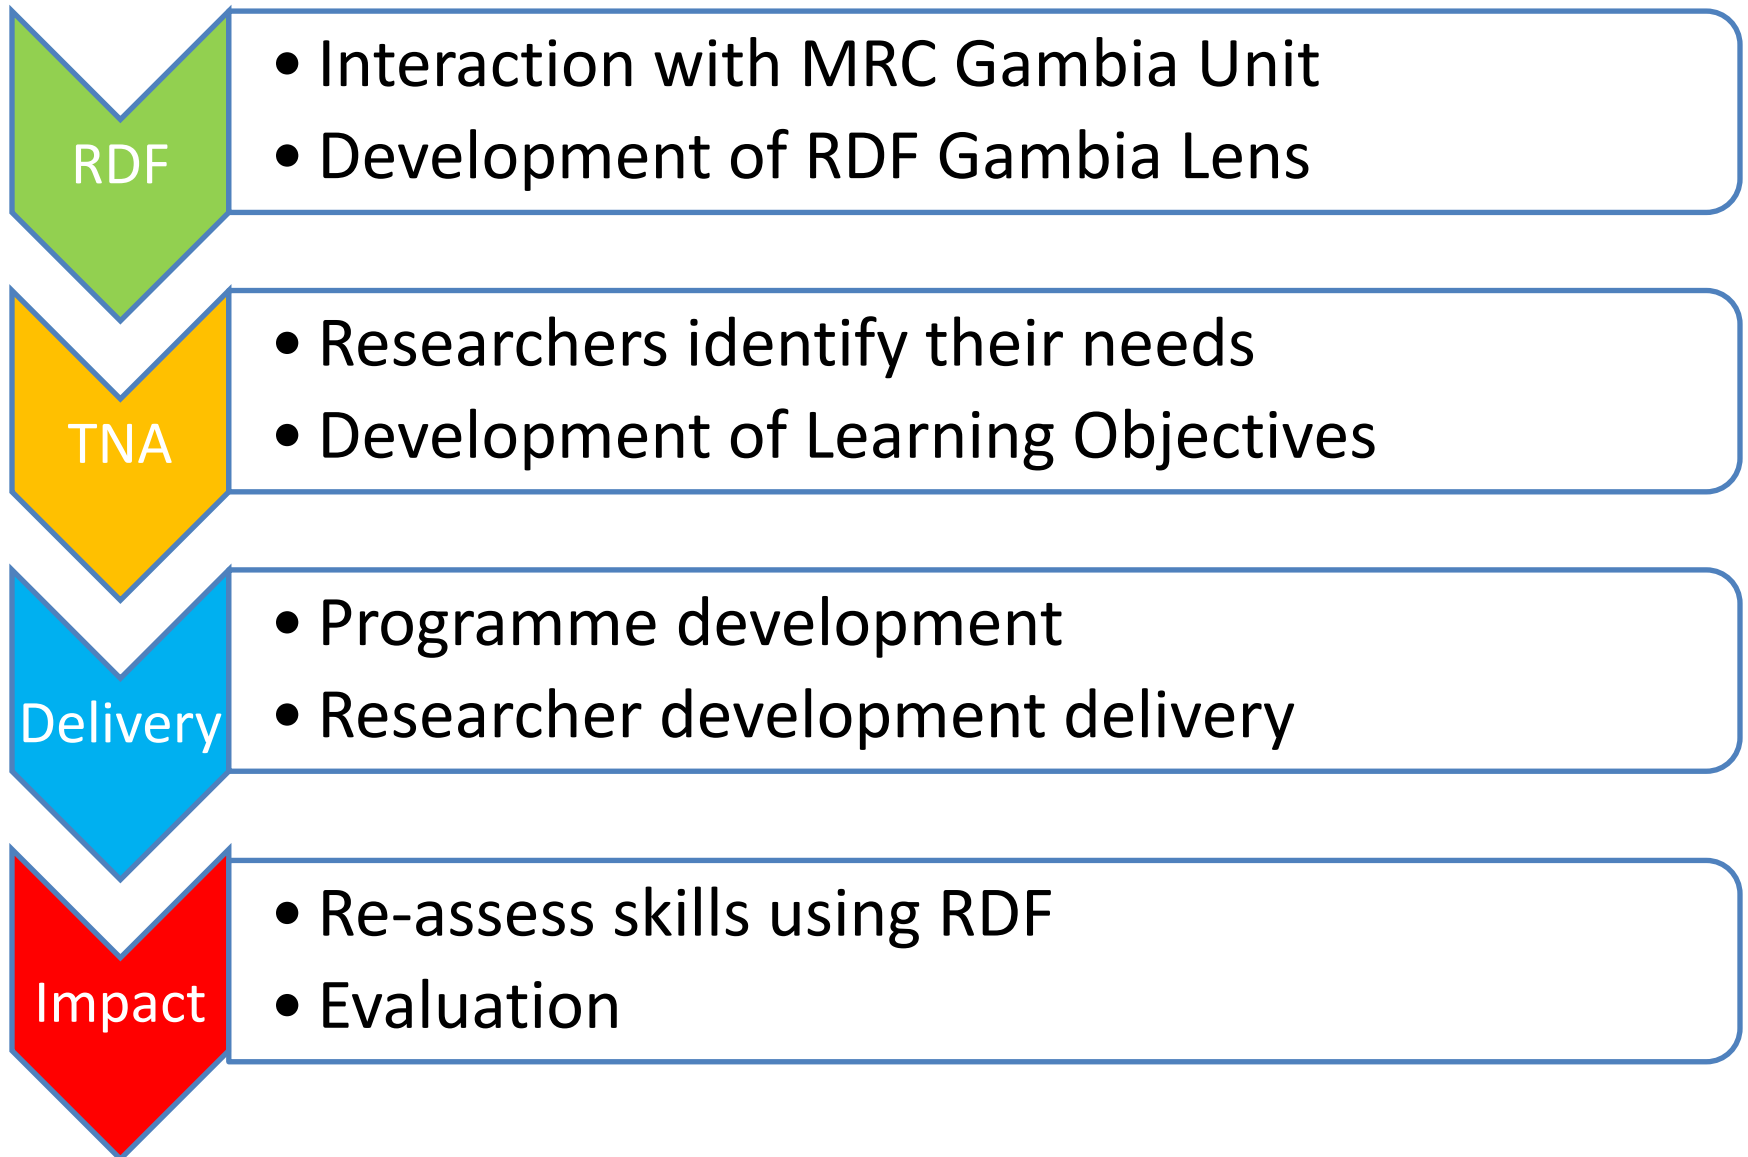 RDF
• Interaction with MRC Gambia Unit
• Development of RDF Gambia Lens
TNA
• Researchers identify their needs
• Development of Learning Objectives
Delivery
• Programme development
• Researcher development delivery
Impact
• Re-assess skills using RDF
• Evaluation